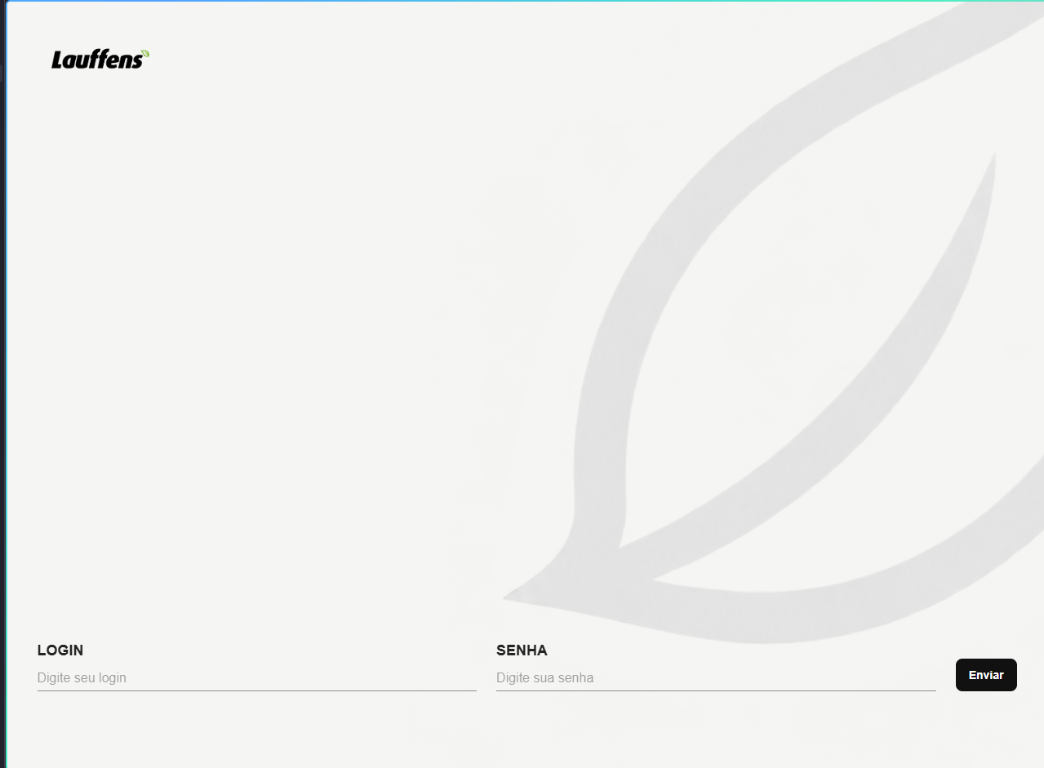 Lauffens
LOGIN
Digite seu login
SENHA
Digite sua senha
Enviar